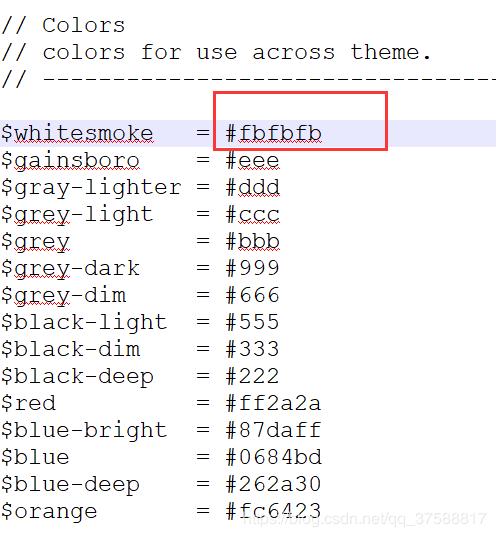 // Colors
// colors for use across theme.
// ----------------------------------
$whitesmoke = #fbfbfb
$gainsboro = #eee
$gray-lighter = #ddd
$grey-light = #ccc
$grey = #bbb
$grey-dark = #999
$grey-dim = #666
$black-light = #555
$black-dim = #333
$black-deep = #222
$red = #ff2a2a
$blue-bright = #87daff
$blue = #0684bd
$blue-deep = #262a30
$orange = #fc6423
https://blog.csdn.net/qq_37588817